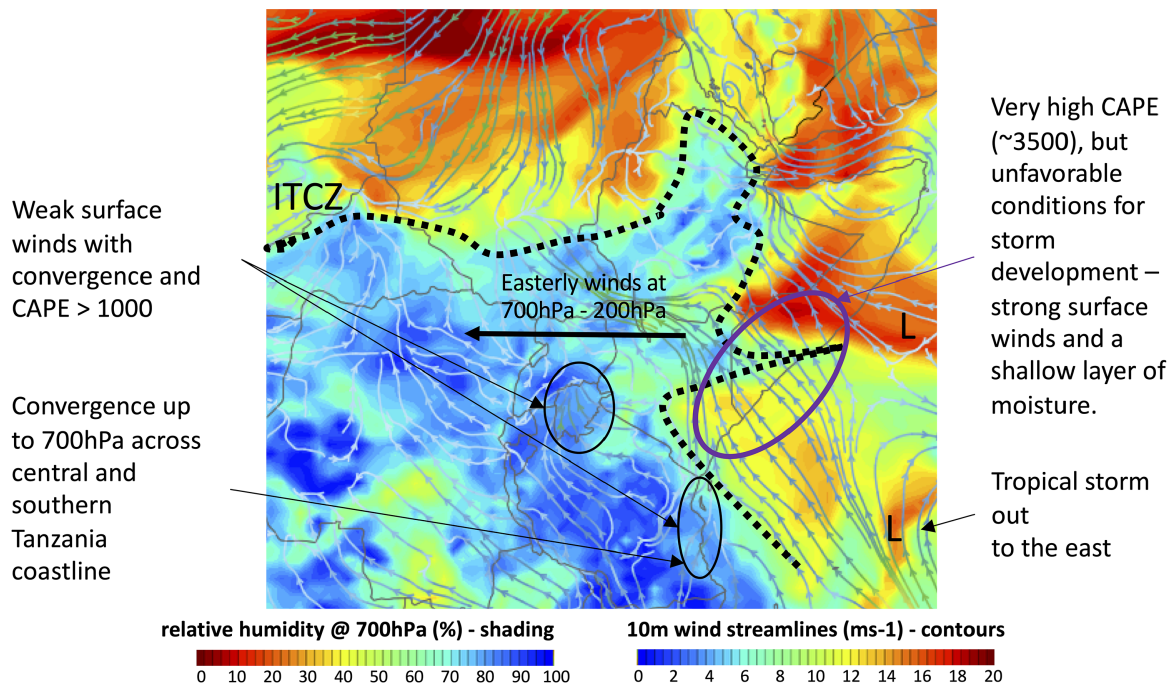 Weak surface
winds with
convergence and
CAPE > 1000
Convergence up
to 700hPa across
central and
southern
Tanzania
coastline
ITCZ
Easterly winds at
700hPa - 200hPa
L
L
Very high CAPE
(~3500), but
unfavorable
conditions for
storm
development –
strong surface
winds and a
shallow layer of
moisture.
Tropical storm
out
to the east
relative humidity @ 700hPa (%) - shading
0 10 20 30 40 50 60 70 80 90 100
10m wind streamlines (ms-1) - contours
0 2 4 6 8 10 12 14 16 18 20